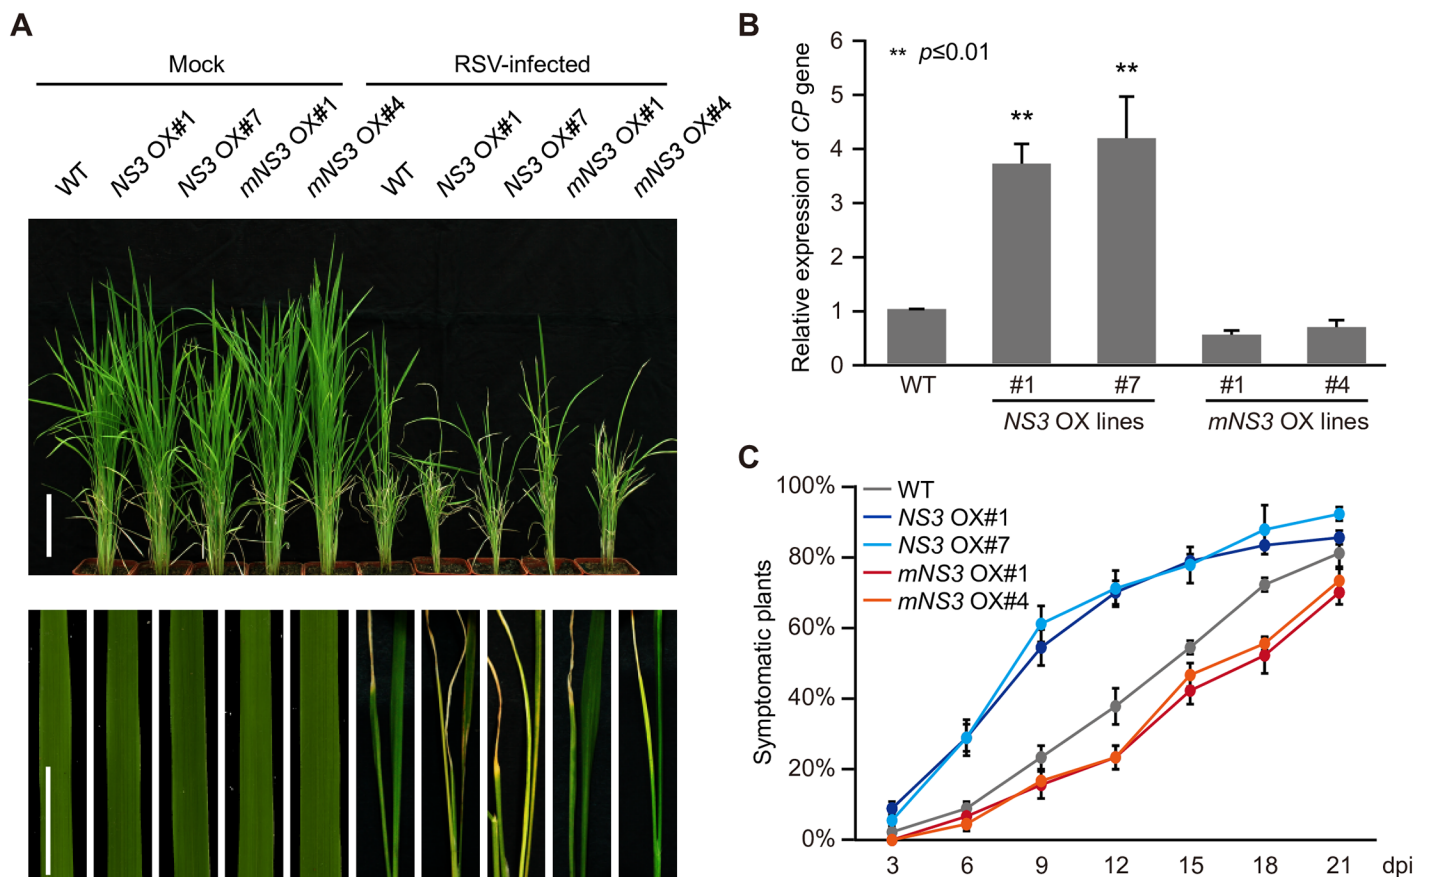 A
Mock
RSV-infected
WT
NS3 OX#1
NS3 OX#7
mNS3 OX#1
mNS3 OX#4
WT
NS3 OX#1
NS3 OX#7
mNS3 OX#1
mNS3 OX#4
B
Relative expression of CP gene
** p≤0.01
6
5
4
3
2
1
0
**
**
WT
#1
#7
#1
#4
NS3 OX lines
mNS3 OX lines
C
Symptomatic plants
100%
80%
60%
40%
20%
0%
WT
NS3 OX#1
NS3 OX#7
mNS3 OX#1
mNS3 OX#4
3 6 9 12 15 18 21 dpi